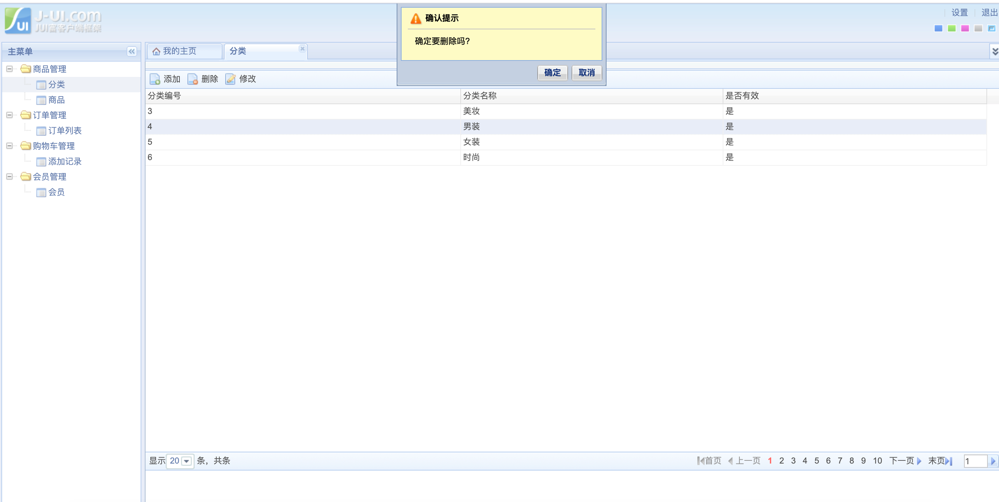 J-UI.com
JUI富客户端框架
设置 退出
确认提示
确定要删除吗?
确定 取消
主菜单
商品管理
分类
商品
订单管理
订单列表
购物车管理
添加记录
会员管理
会员
我的主页 分类
添加 删除 修改
分类编号 分类名称 是否有效
3 美妆 是
4 男装 是
5 女装 是
6 时尚 是
显示 20 条，共条 首页 上一页 1 2 3 4 5 6 7 8 9 10 下一页 末页 1